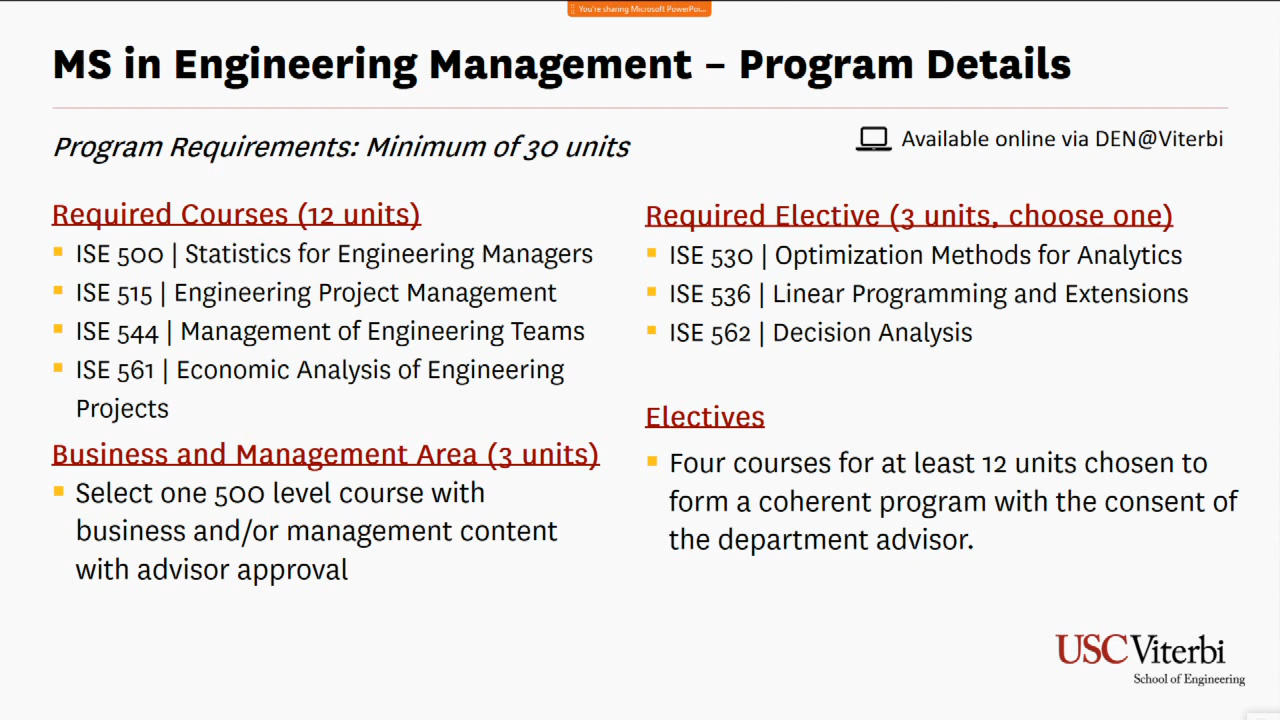 You're sharing Microsoft PowerPoi...
MS in Engineering Management – Program Details
Program Requirements: Minimum of 30 units
Available online via DEN@Viterbi
Required Courses (12 units)
ISE 500 | Statistics for Engineering Managers
ISE 515 | Engineering Project Management
ISE 544 | Management of Engineering Teams
ISE 561 | Economic Analysis of Engineering
Projects
Business and Management Area (3 units)
Select one 500 level course with
business and/or management content
with advisor approval
Required Elective (3 units, choose one)
ISE 530 | Optimization Methods for Analytics
ISE 536 | Linear Programming and Extensions
ISE 562 | Decision Analysis
Electives
Four courses for at least 12 units chosen to
form a coherent program with the consent of
the department advisor.
USC Viterbi
School of Engineering